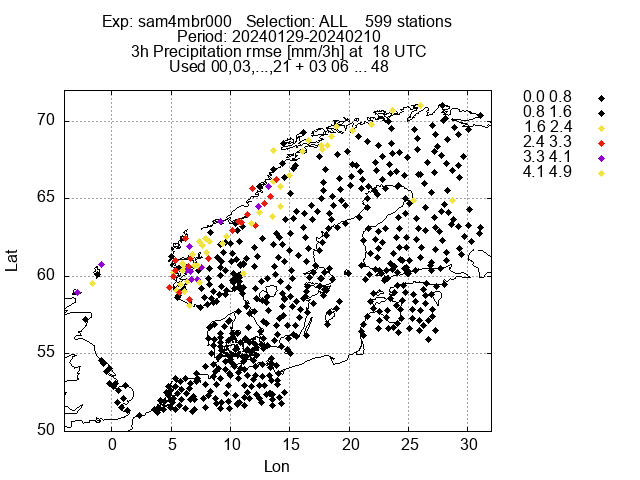 Exp: sam4mbr000 Selection: ALL 599 stations
Period: 20240129-20240210
3h Precipitation rmse [mm/3h] at 18 UTC
Used 00,03,...,21 + 03 06 ... 48
0.0 0.8
0.8 1.6
1.6 2.4
2.4 3.3
3.3 4.1
4.1 4.9
70
65
60
55
50
Lat
0 5 10 15 20 25 30
Lon